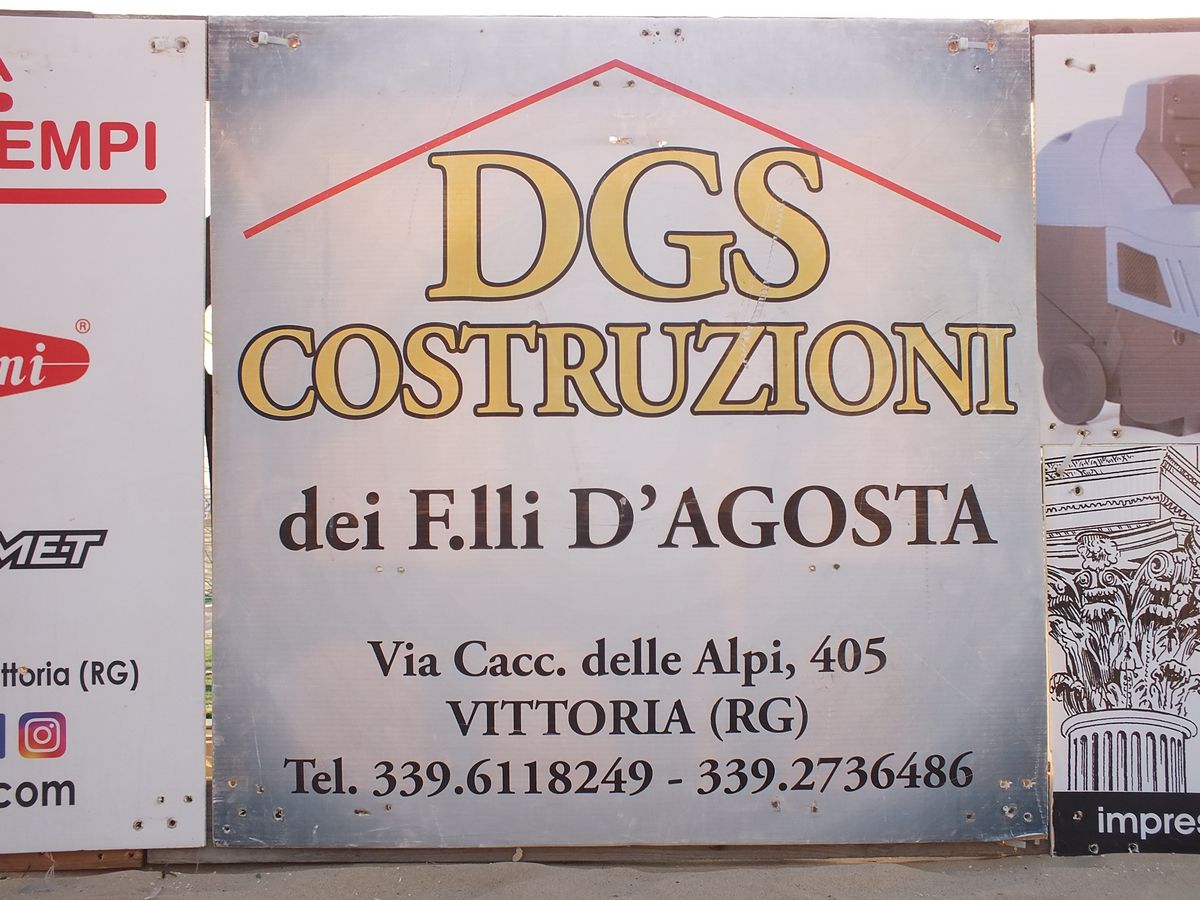 EMPI
ni®
MET
ttoria (RG)
.com
DGS
COSTRUZIONI
dei F.lli D'AGOSTA
Via Cacc. delle Alpi, 405
VITTORIA (RG)
Tel. 339.6118249 - 339.2736486
impres